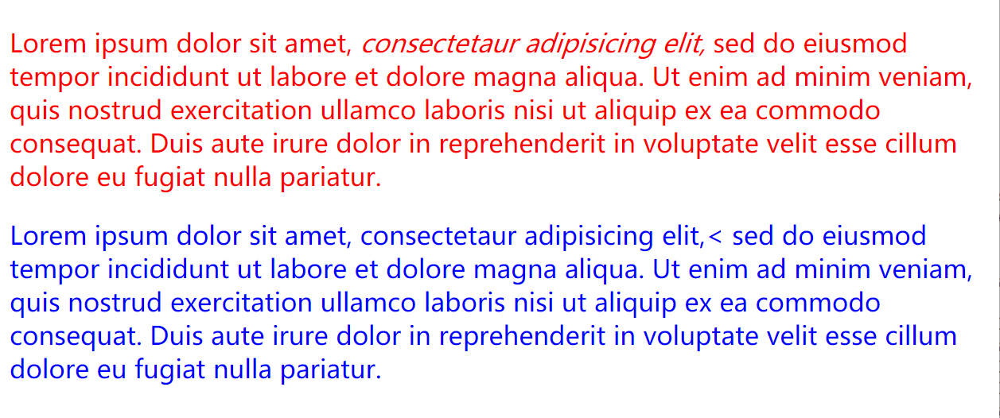 Lorem ipsum dolor sit amet, consectetaur adipisicing elit, sed do eiusmod
tempor incididunt ut labore et dolore magna aliqua. Ut enim ad minim veniam,
quis nostrud exercitation ullamco laboris nisi ut aliquip ex ea commodo
consequat. Duis aute irure dolor in reprehenderit in voluptate velit esse cillum
dolore eu fugiat nulla pariatur.
Lorem ipsum dolor sit amet, consectetaur adipisicing elit,< sed do eiusmod
tempor incididunt ut labore et dolore magna aliqua. Ut enim ad minim veniam,
quis nostrud exercitation ullamco laboris nisi ut aliquip ex ea commodo
consequat. Duis aute irure dolor in reprehenderit in voluptate velit esse cillum
dolore eu fugiat nulla pariatur.